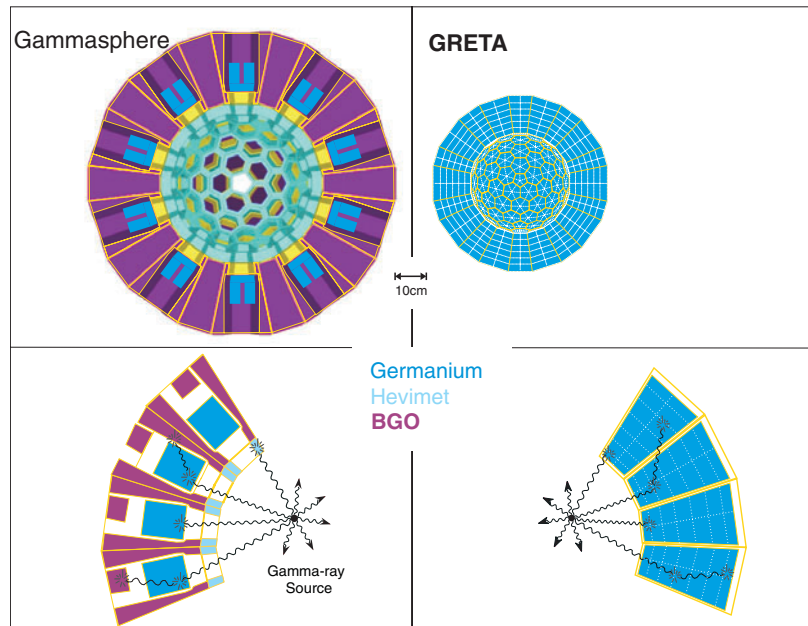 Gammasphere
GRETA
10cm
Germanium
Hevimet
BGO
Gamma-ray
Source